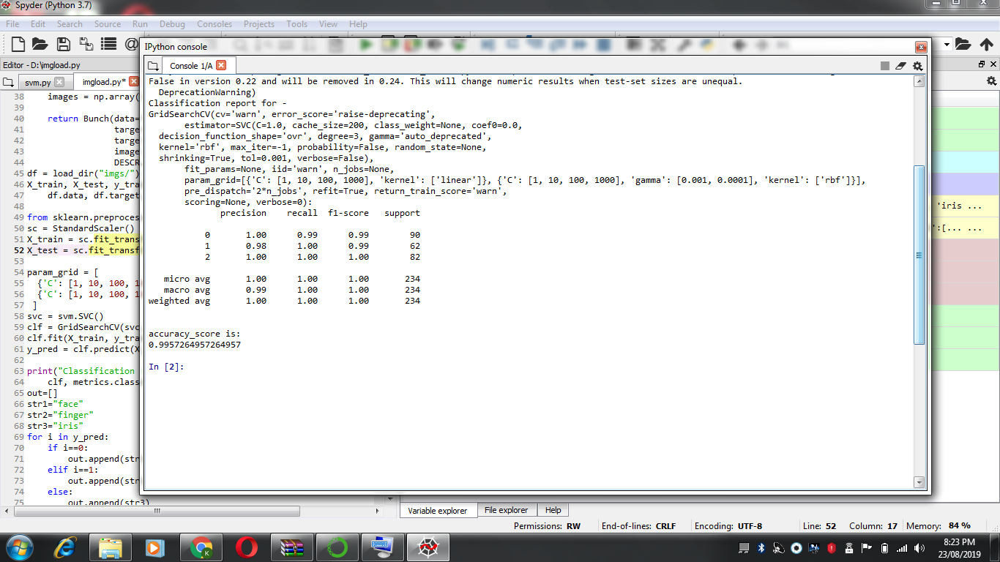 Spyder (Python 3.7)
File Edit Search Source Run Debug Consoles Projects Tools View Help
Editor - D:\imgload.py
svm.py
imgload.py*
38 images = np.array(
39
40 return Bunch(data=
41 targe
42 targe
43 image
44 DESCR
45 df = load_dir("imgs/")
46 X_train, X_test, y_tra
47 df.data, df.target
48
49 from sklearn.preproces
50 sc = StandardScaler()
51 X_train = sc.fit_trans
52 X_test = sc.fit_transf
53
54 param_grid = [
55 {'C': [1, 10, 100, 1
56 {'C': [1, 10, 100, 1
57 ]
58 svc = svm.SVC()
59 clf = GridSearchCV(svc
60 clf.fit(X_train, y_tra
61 y_pred = clf.predict(X
62
63 print("Classification
64 clf, metrics.class
65 out=[]
66 str1="face"
67 str2="finger"
68 str3="iris"
69 for i in y_pred:
70 if i==0:
71 out.append(str
72 elif i==1:
73 out.append(str
74 else:
75 out.append(str3)
IPython console
Console 1/A
False in version 0.22 and will be removed in 0.24. This will change numeric results when test-set sizes are unequal.
DeprecationWarning)
Classification report for -
GridSearchCV(cv='warn', error_score='raise-deprecating',
estimator=SVC(C=1.0, cache_size=200, class_weight=None, coef0=0.0,
decision_function_shape='ovr', degree=3, gamma='auto_deprecated',
kernel='rbf', max_iter=-1, probability=False, random_state=None,
shrinking=True, tol=0.001, verbose=False),
fit_params=None, iid='warn', n_jobs=None,
param_grid=[{'C': [1, 10, 100, 1000], 'kernel': ['linear']}, {'C': [1, 10, 100, 1000], 'gamma': [0.001, 0.0001], 'kernel': ['rbf']}],
pre_dispatch='2*n_jobs', refit=True, return_train_score='warn',
scoring=None, verbose=0):
precision recall f1-score support
0 1.00 0.99 0.99 90
1 0.98 1.00 0.99 62
2 1.00 1.00 1.00 82
micro avg 1.00 1.00 1.00 234
macro avg 0.99 1.00 1.00 234
weighted avg 1.00 1.00 1.00 234
accuracy_score is:
0.9957264957264957
In [2]:
'iris ...
':[... ...
Variable explorer File explorer Help
Permissions: RW End-of-lines: CRLF Encoding: UTF-8 Line: 52 Column: 17 Memory: 84 %
8:23 PM
23/08/2019